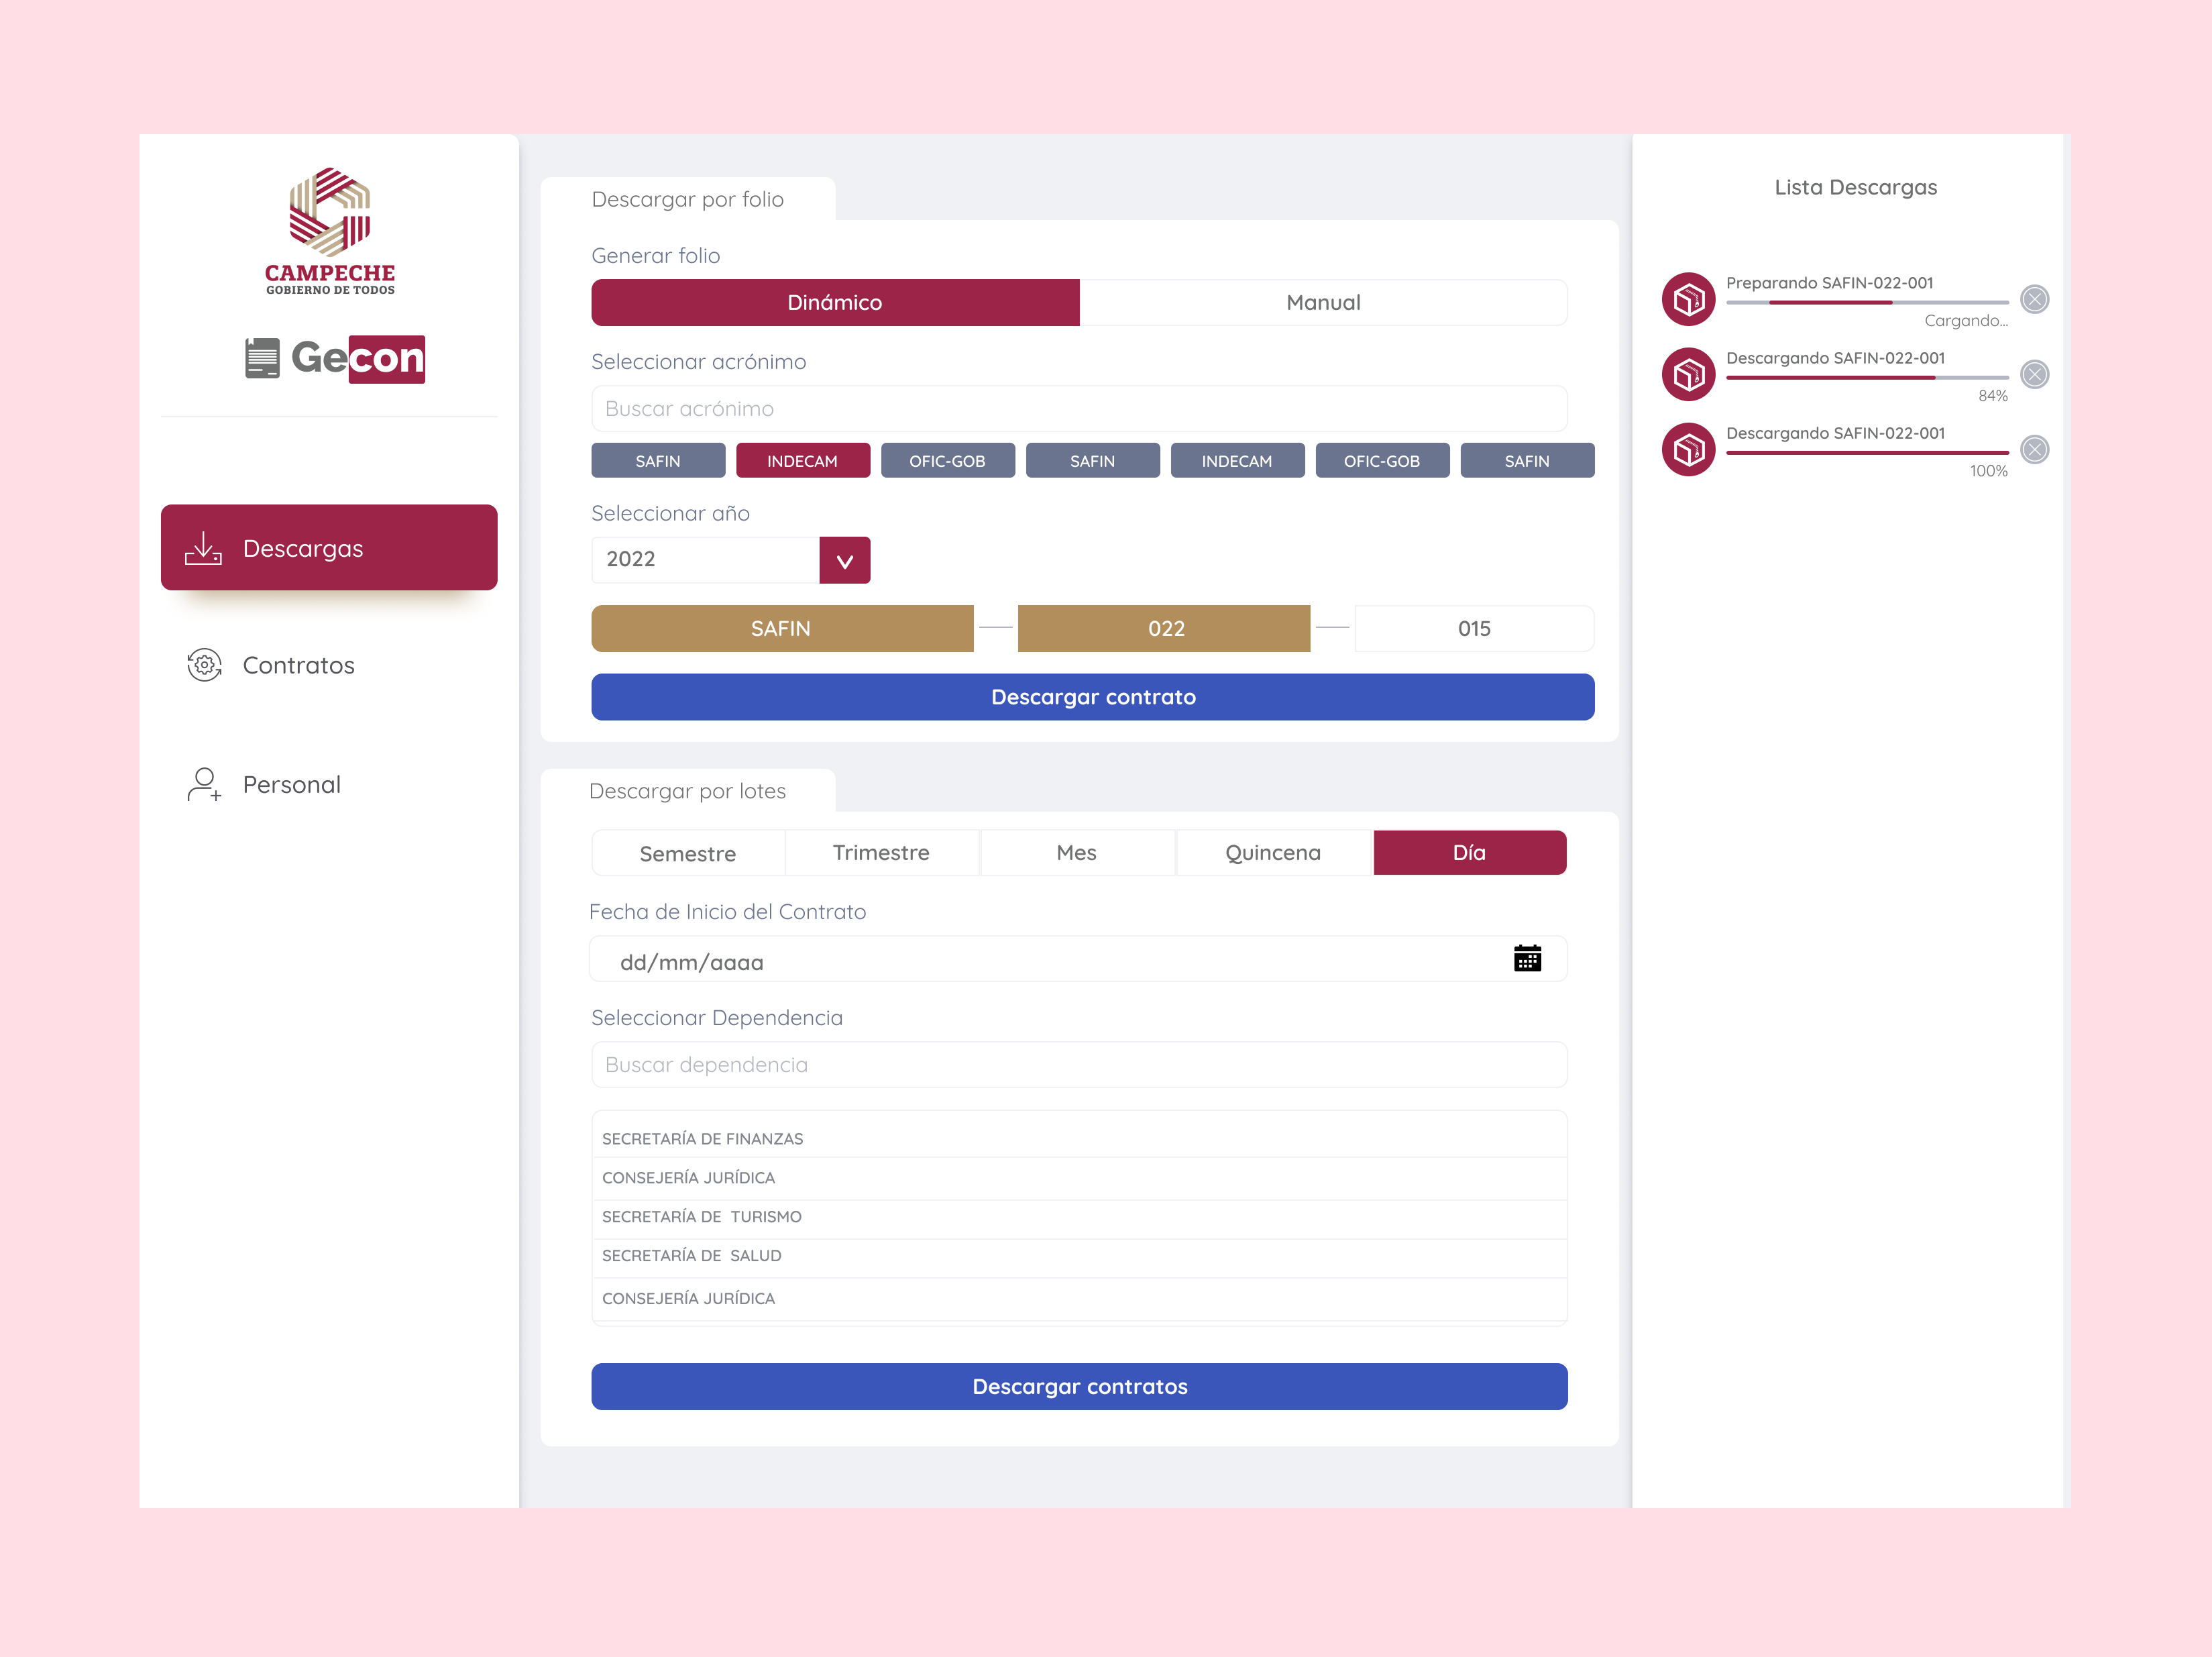 CAMPECHE
GOBIERNO DE TODOS
Gecon
Descargas
Contratos
Personal
Descargar por folio
Generar folio
Dinámico Manual
Seleccionar acrónimo
Buscar acrónimo
SAFIN INDECAM OFIC-GOB SAFIN INDECAM OFIC-GOB SAFIN
Seleccionar año
2022
SAFIN 022 015
Descargar contrato
Descargar por lotes
Semestre Trimestre Mes Quincena Día
Fecha de Inicio del Contrato
dd/mm/aaaa
Seleccionar Dependencia
Buscar dependencia
SECRETARÍA DE FINANZAS
CONSEJERÍA JURÍDICA
SECRETARÍA DE TURISMO
SECRETARÍA DE SALUD
CONSEJERÍA JURÍDICA
Descargar contratos
Lista Descargas
Preparando SAFIN-022-001
Cargando...
Descargando SAFIN-022-001
84%
Descargando SAFIN-022-001
100%